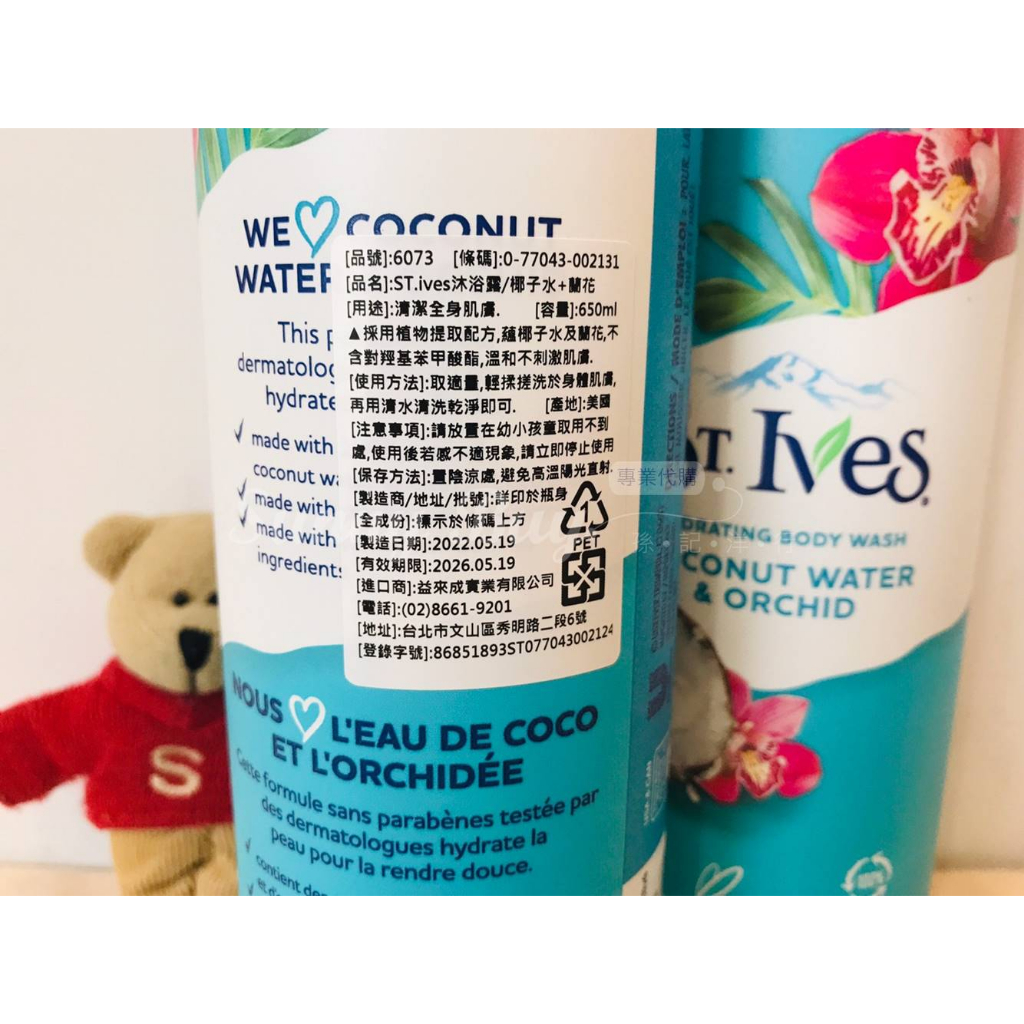 WE COCONUT
WATER
This
dermatolog
hydrate
made with
coconut wa
made with
made with
ingredients
[品號]:6073 [條碼]:0-77043-002131
[品名]:ST.ives沐浴露/椰子水+蘭花
[用途]:清潔全身肌膚. [容量]:650ml
▲採用植物提取配方,蘊椰子水及蘭花,不
含對羥基苯甲酸酯,溫和不刺激肌膚.
[使用方法]:取適量,輕揉搓洗於身體肌膚,
再用清水清洗乾淨即可. [產地]:美國
[注意事項]:請放置在幼小孩童取用不到
處,使用後若感不適現象,請立即停止使用
[保存方法]:置陰涼處,避免高溫陽光直射.
[製造商/地址/批號]:詳印於瓶身
[全成份]:標示於條碼上方
[製造日期]:2022.05.19
[有效期限]:2026.05.19
[進口商]:益來成實業有限公司
[電話]:(02)8661-9201
[地址]:台北市文山區秀明路二段6號
[登錄字號]:86851893ST077043002124
1
PET
NOUS L'EAU DE COCO
ET L'ORCHIDÉE
Cette formule sans parabènes testée par
des dermatologues hydrate la
peau pour la rendre douce.
contient de
DIRECTIONS / MODE D'EMPLOI:
T. Ives
DRATING BODY WASH
CONUT WATER
& ORCHID
100%
S
專業代購